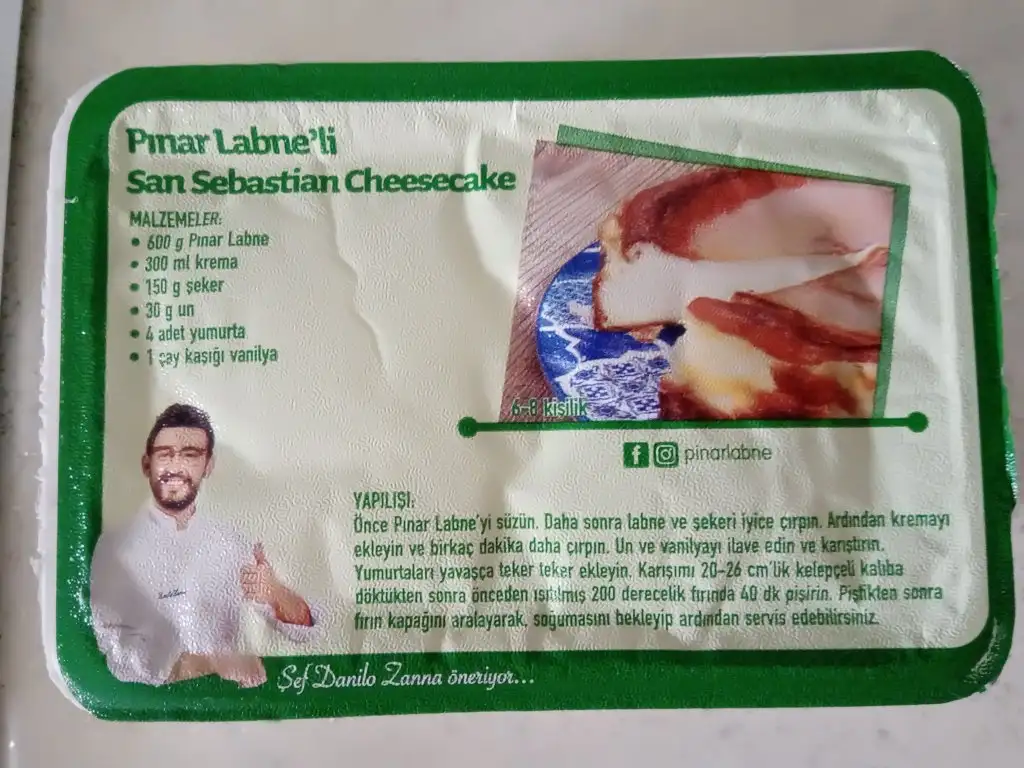 Pınar Labne'li
San Sebastian Cheesecake
MALZEMELER:
• 600 g Pınar Labne
• 300 ml krema
• 150 g şeker
• 30 g un
• 4 adet yumurta
• 1 çay kaşığı vanilya
6-8 kişilik
pinarlabne
YAPILIŞI:
Önce Pınar Labne'yi süzün. Daha sonra labne ve şekeri iyice çırpın. Ardından kremayı
ekleyin ve birkaç dakika daha çırpın. Un ve vanilyayı ilave edin ve karıştırın.
Yumurtaları yavaşça teker teker ekleyin. Karışımı 20-26 cm'lik kelepçeli kalıba
döktükten sonra önceden ısıtılmış 200 derecelik fırında 40 dk pişirin. Piştikten sonra
fırın kapağını aralayarak, soğumasını bekleyip ardından servis edebilirsiniz.
Şef Danilo Zanna öneriyor...